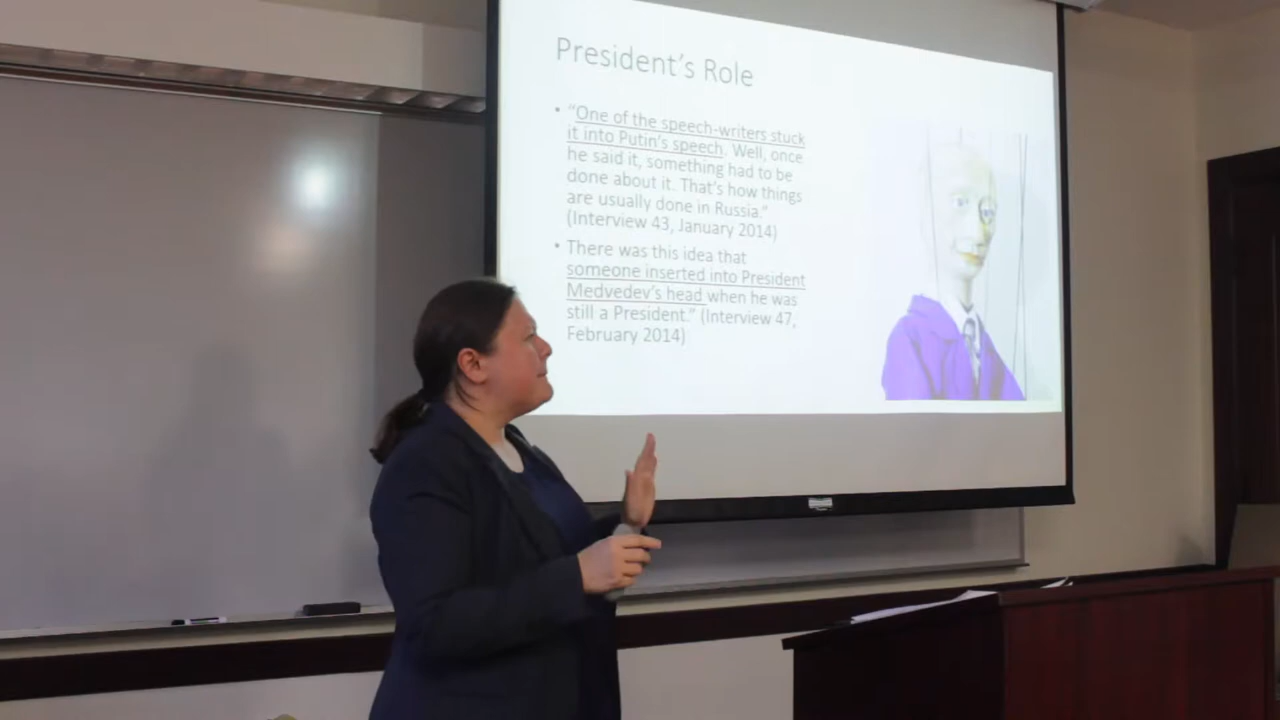 President's Role
• "One of the speech-writers stuck
it into Putin's speech. Well, once
he said it, something had to be
done about it. That's how things
are usually done in Russia."
(Interview 43, January 2014)
• There was this idea that
someone inserted into President
Medvedev's head when he was
still a President." (Interview 47,
February 2014)